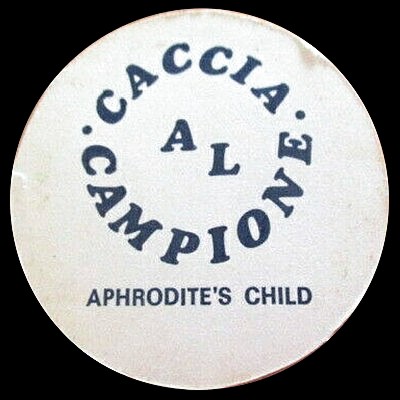 • CACCIA •
AL
CAMPIONE
APHRODITE'S CHILD